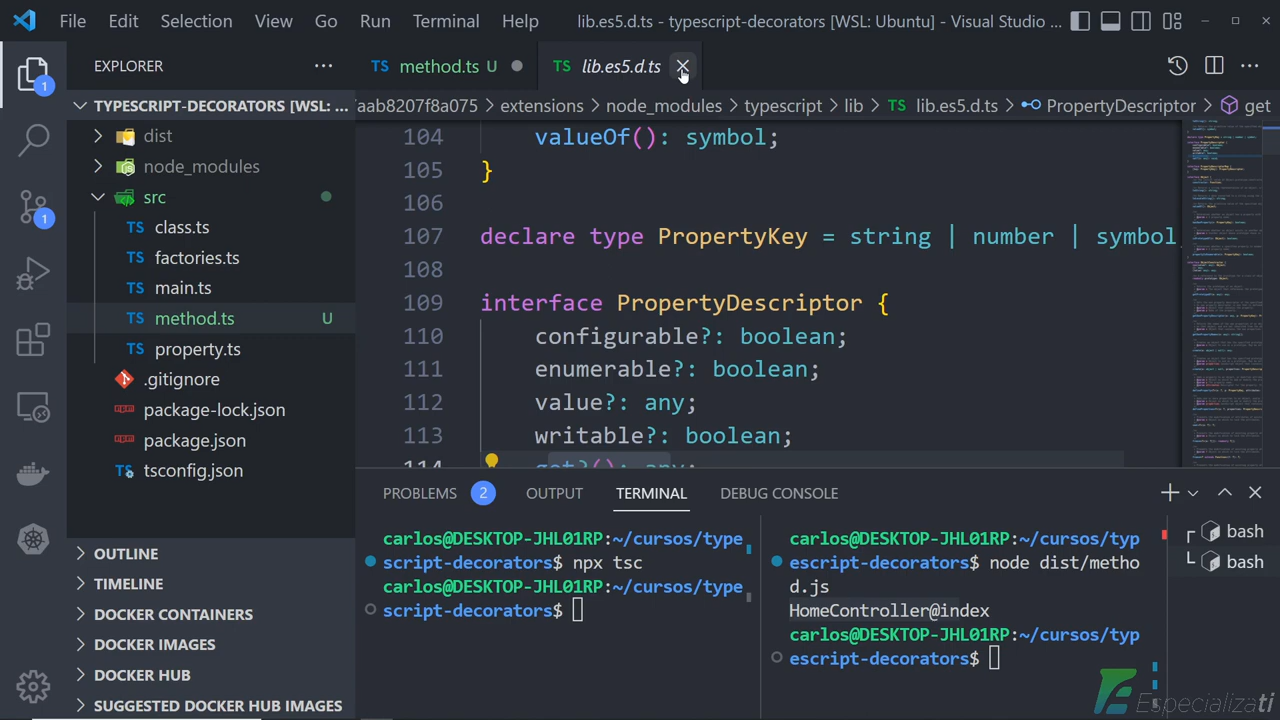 File Edit Selection View Go Run Terminal Help lib.es5.d.ts - typescript-decorators [WSL: Ubuntu] - Visual Studio ...
EXPLORER
TS method.ts U
TS lib.es5.d.ts
TYPESCRIPT-DECORATORS [WSL: ...
aab8207f8a075 > extensions > node_modules > typescript > lib > TS lib.es5.d.ts > PropertyDescriptor > get
dist
node_modules
src
TS class.ts
TS factories.ts
TS main.ts
TS method.ts U
TS property.ts
.gitignore
package-lock.json
package.json
TS tsconfig.json
OUTLINE
TIMELINE
DOCKER CONTAINERS
DOCKER IMAGES
DOCKER HUB
SUGGESTED DOCKER HUB IMAGES
1
1
104 valueOf(): symbol;
105 }
106
107 declare type PropertyKey = string | number | symbol
108
109 interface PropertyDescriptor {
110 configurable?: boolean;
111 enumerable?: boolean;
112 value?: any;
113 writable?: boolean;
114 get?(): any;
PROBLEMS 2 OUTPUT TERMINAL DEBUG CONSOLE
carlos@DESKTOP-JHL01RP:~/cursos/type
script-decorators$ npx tsc
carlos@DESKTOP-JHL01RP:~/cursos/type
script-decorators$
carlos@DESKTOP-JHL01RP:~/cursos/typ
escript-decorators$ node dist/metho
d.js
HomeController@index
carlos@DESKTOP-JHL01RP:~/cursos/typ
escript-decorators$
bash
bash
Especializati